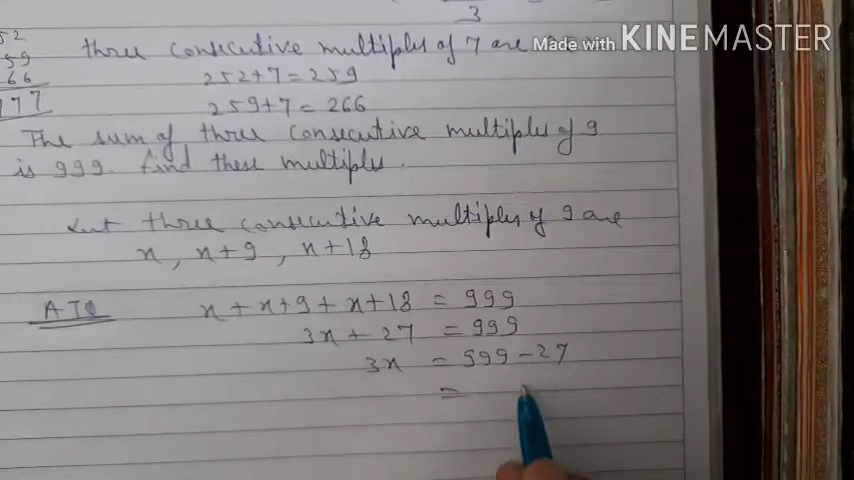 3
52
59
66
177
three consecutive multiples of 7 are
Made with KINEMASTER
252+7=259
259+7=266
The sum of three consecutive multiples of 9
is 999. find these multiples.
Let three consecutive multiples of 9 are
x, x+9, x+18
ATQ x + x+9 + x+18 = 999
3x + 27 = 999
3x = 999-27
=